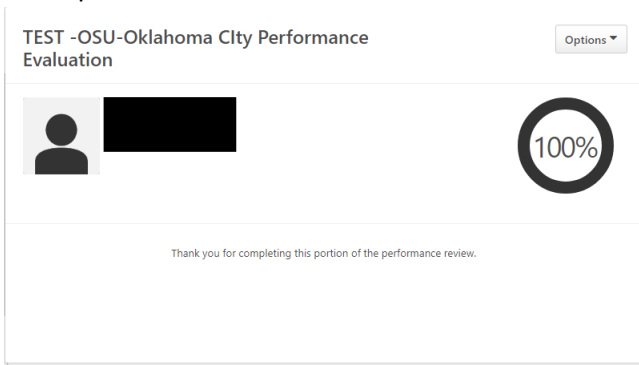 TEST -OSU-Oklahoma CIty Performance
Evaluation
Options
100%
Thank you for completing this portion of the performance review.